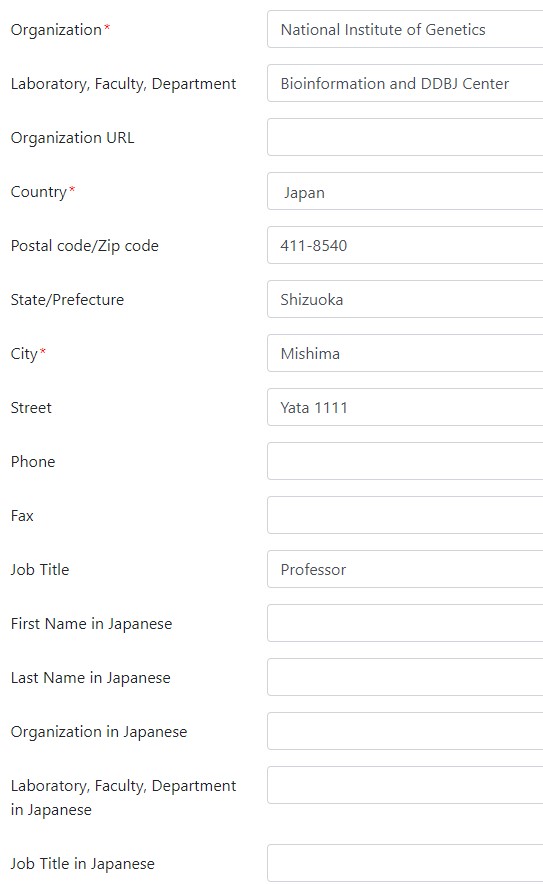 Organization* National Institute of Genetics
Laboratory, Faculty, Department Bioinformation and DDBJ Center
Organization URL
Country* Japan
Postal code/Zip code 411-8540
State/Prefecture Shizuoka
City* Mishima
Street Yata 1111
Phone
Fax
Job Title Professor
First Name in Japanese
Last Name in Japanese
Organization in Japanese
Laboratory, Faculty, Department
in Japanese
Job Title in Japanese